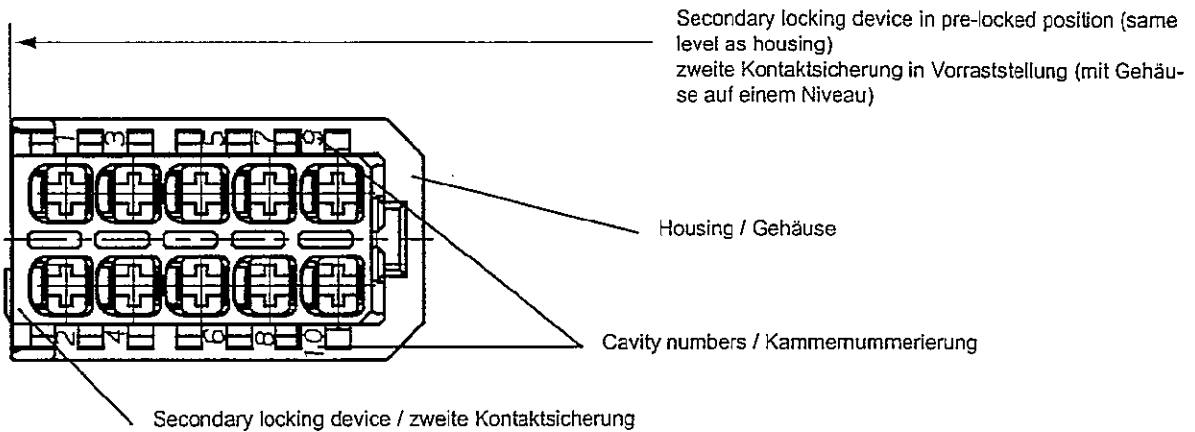 Secondary locking device in pre-locked position (same
level as housing)
zweite Kontaktsicherung in Vorraststellung (mit Gehäu-
se auf einem Niveau)
1 3 5 7 9
Housing / Gehäuse
2 4 6 8 10
Cavity numbers / Kammernummerierung
Secondary locking device / zweite Kontaktsicherung